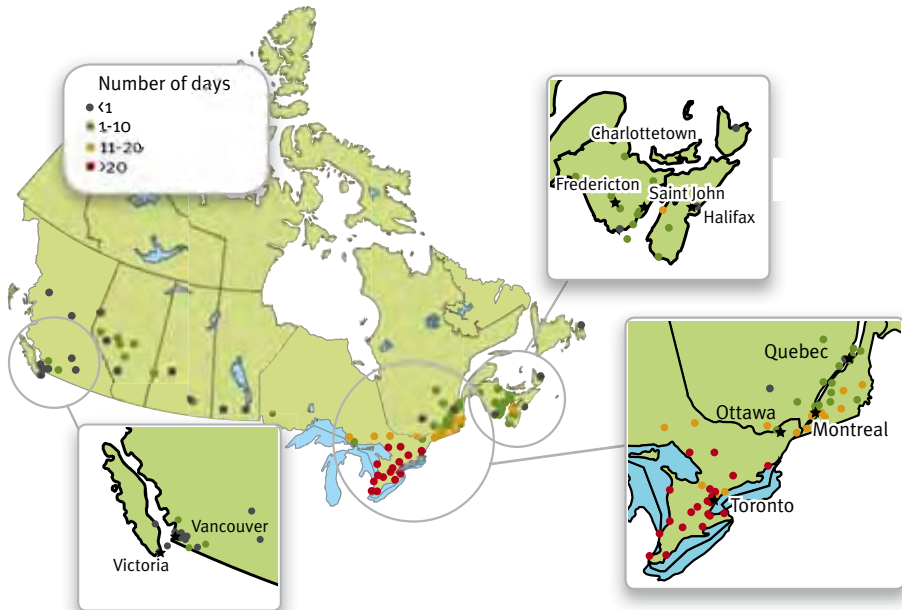 Number of days
<1
1-10
11-20
>20
Charlottetown
Fredericton
Saint John
Halifax
Quebec
Ottawa
Montreal
Toronto
Vancouver
Victoria